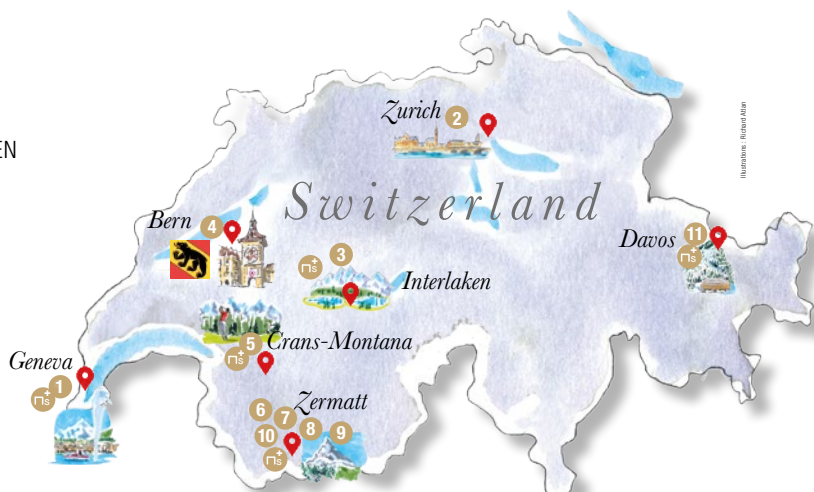 EN
Illustrations : Richard Attan
Zurich 2
Switzerland
Bern 4
Davos 11
3
Interlaken
5 Crans-Montana
Geneva
1
6 7 Zermatt
10 8 9